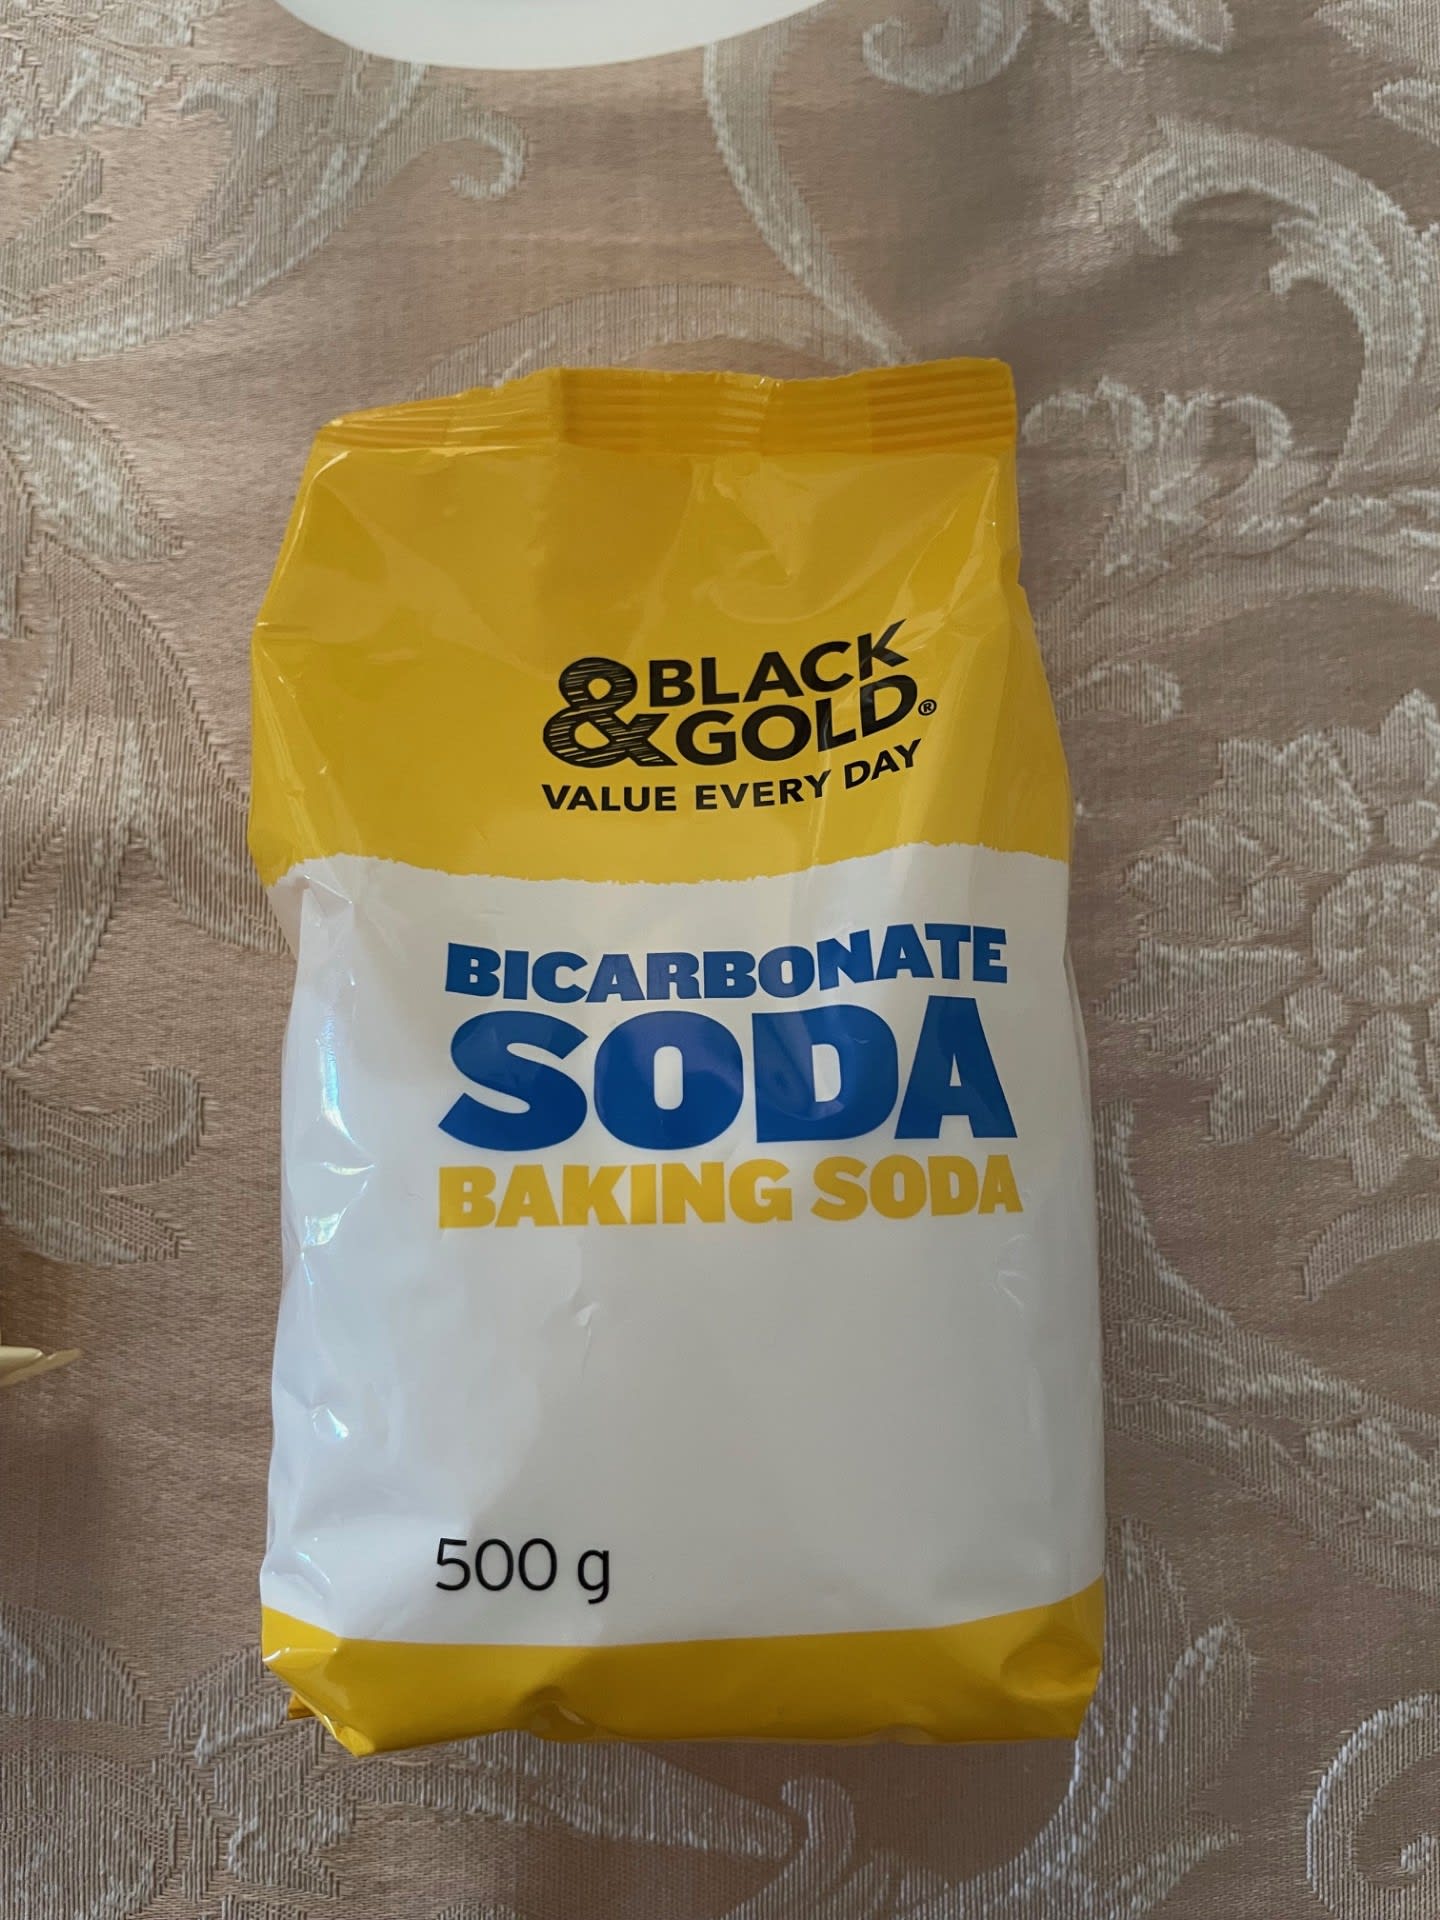 &BLACK
GOLD®
VALUE EVERY DAY
BICARBONATE
SODA
BAKING SODA
500 g